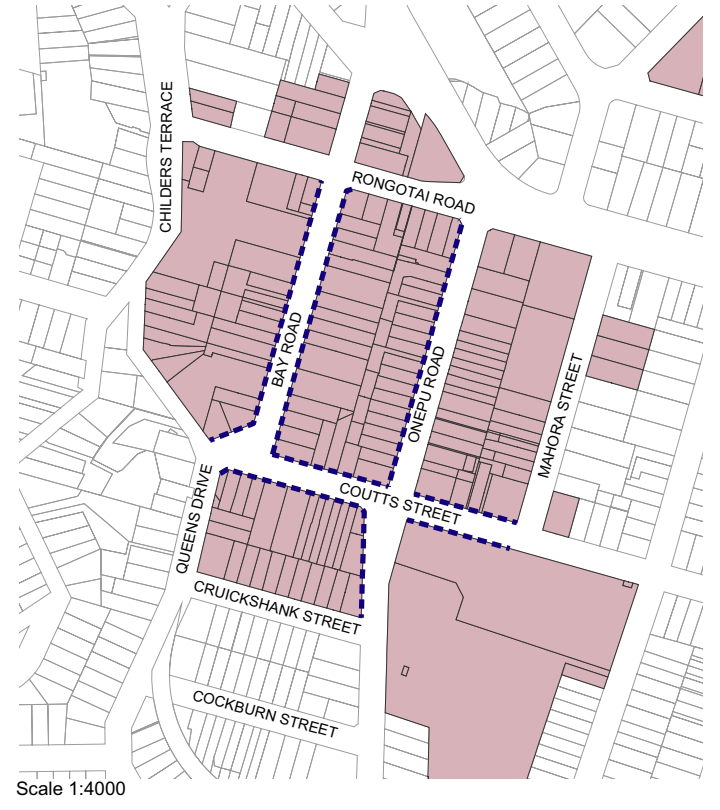 CHILDERS TERRACE
RONGOTAI ROAD
BAY ROAD
ONEPU ROAD
MAHORA STREET
COUTTS STREET
QUEENS DRIVE
CRUICKSHANK STREET
COCKBURN STREET
Scale 1:4000